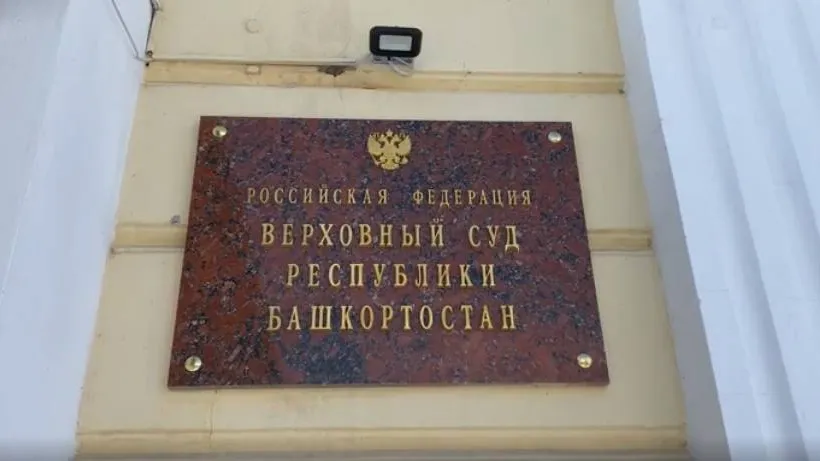 РОССИЙСКАЯ ФЕДЕРАЦИЯ
ВЕРХОВНЫЙ СУД
РЕСПУБЛИКИ
БАШКОРТОСТАН